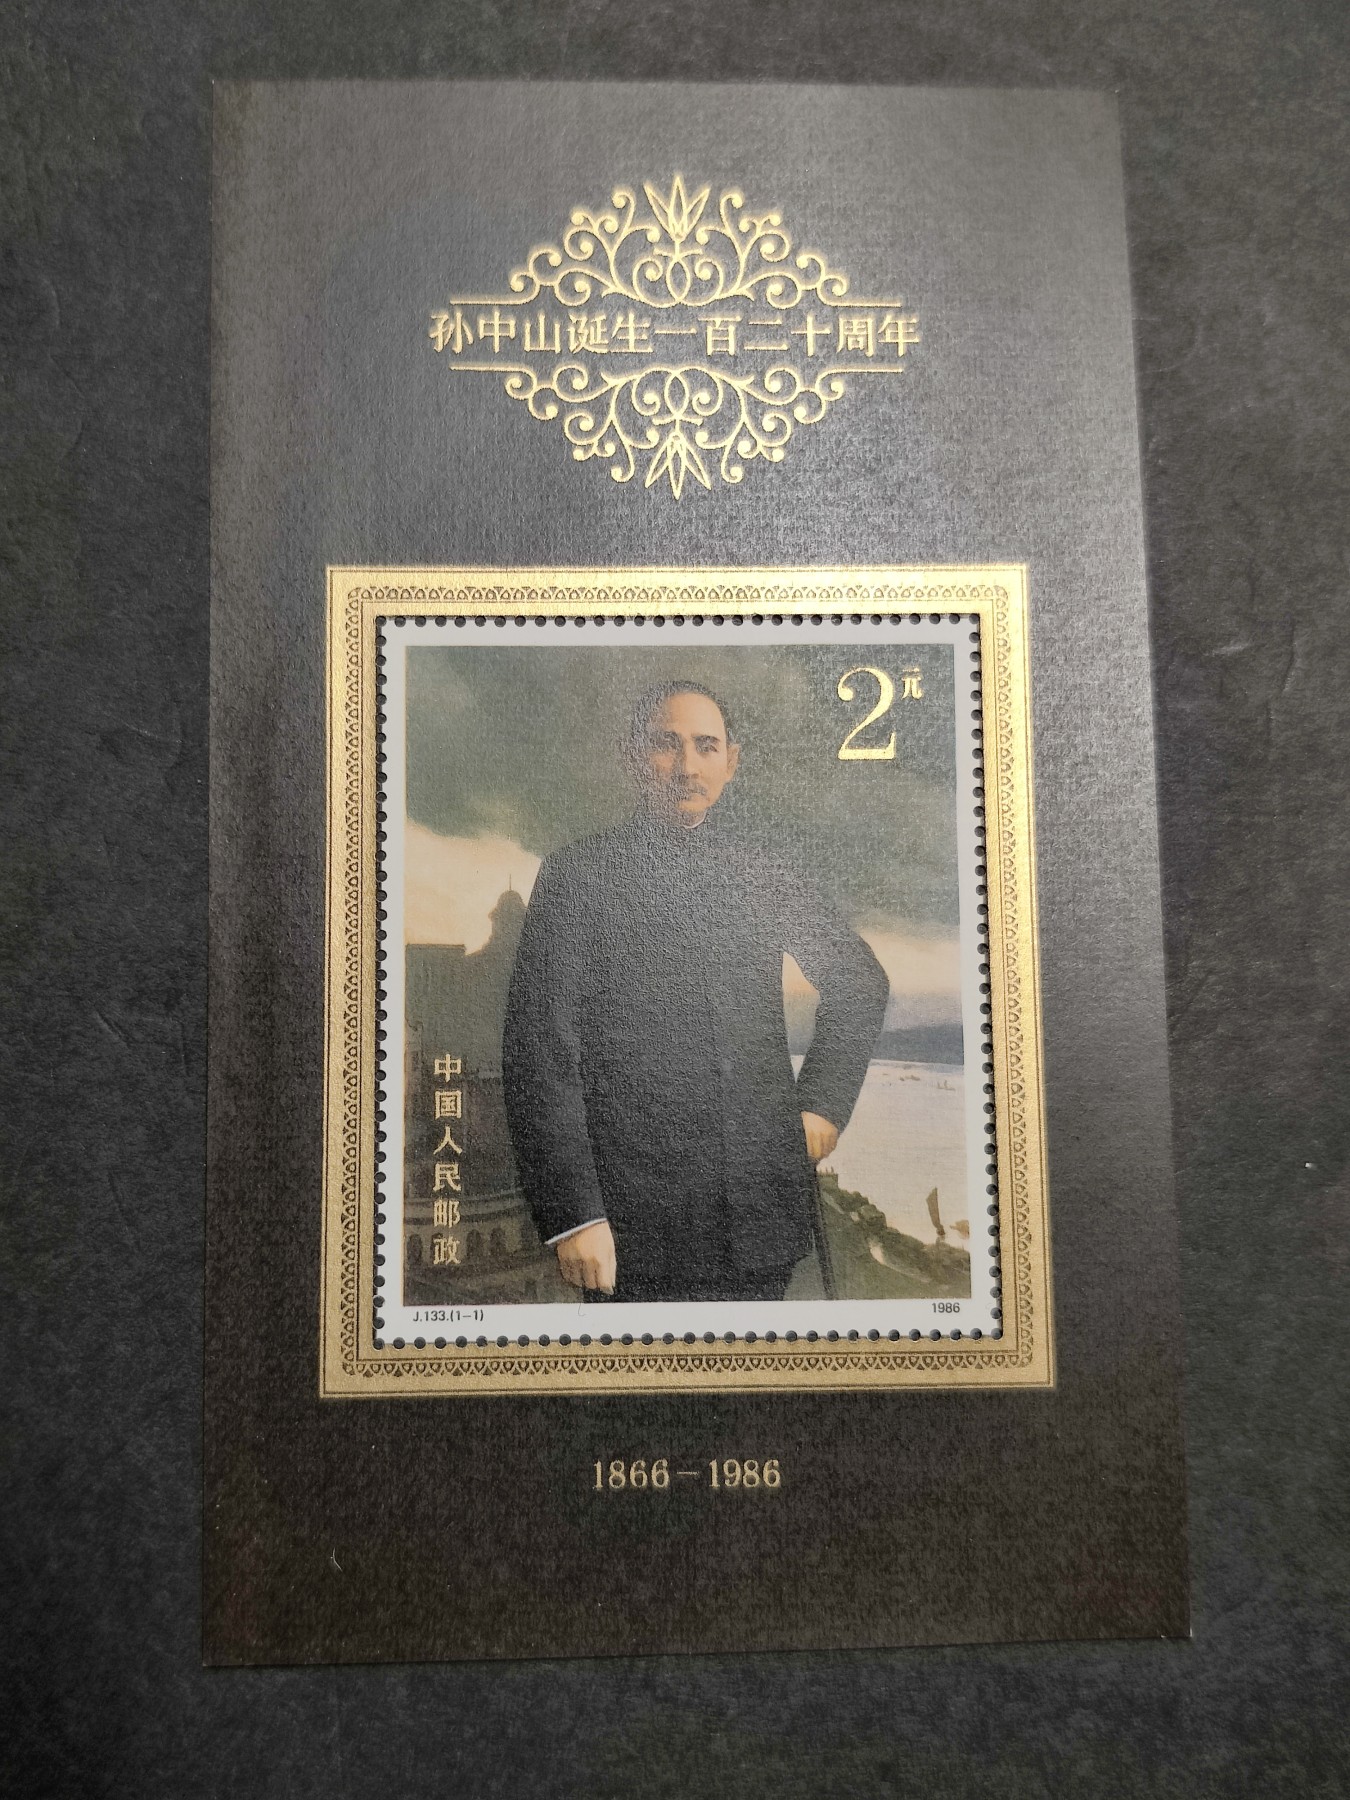 孙中山诞生一百二十周年
2元
中国人民邮政
J.133.(1-1)
1986
1866-1986